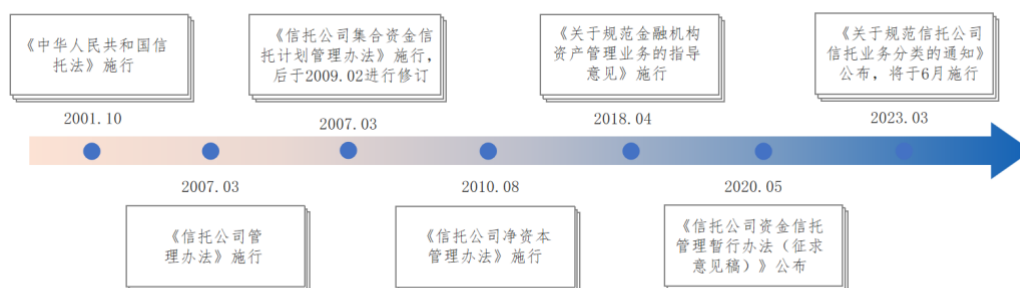 《中华人民共和国信
托法》施行
《信托公司集合资金信
托计划管理办法》施行，
后于2009.02进行修订
《关于规范金融机构
资产管理业务的指导
意见》施行
《关于规范信托公司
信托业务分类的通知》
公布，将于6月施行
2001.10
2007.03
2018.04
2023.03
2007.03
2010.08
2020.05
《信托公司管
理办法》施行
《信托公司净资本
管理办法》施行
《信托公司资金信托
管理暂行办法（征求
意见稿）》公布